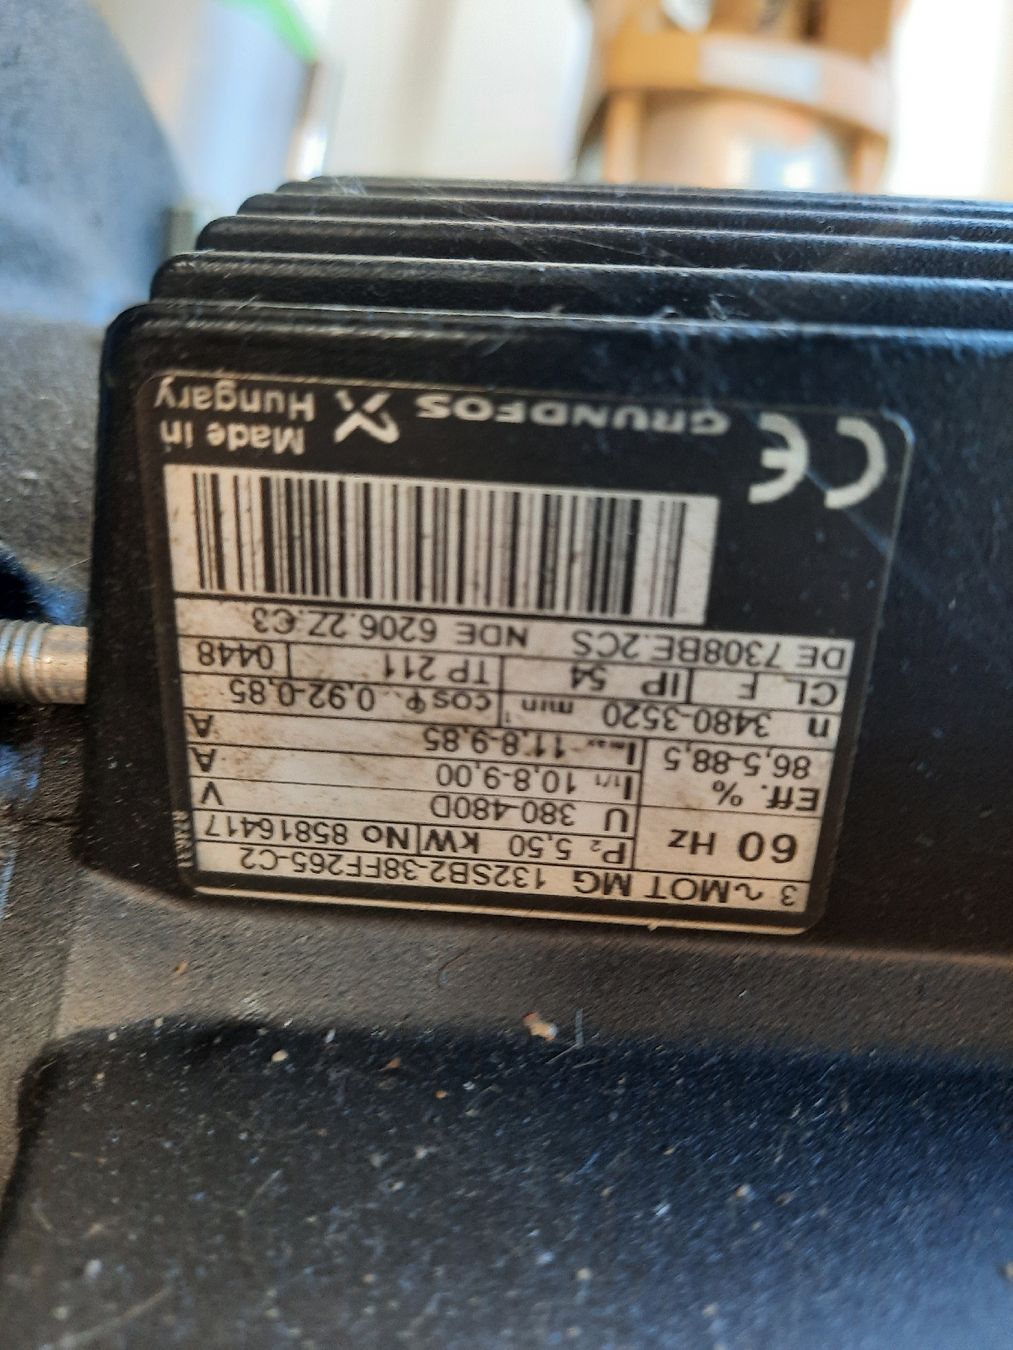 3 ~MOT MG 132SB2-38FF265-C2
60 Hz
P₂ 5,50 kW No 85816417
U 380-480D V
Eff. % 86,5-88,5
I₁/₁ 10,8-9,00 A
Iₘₐₓ 11,8-9,85 A
n 3480-3520 min⁻¹ cosφ 0,92-0,85
CL F IP 54 TP 211 0448
DE 7308BE.2CS NDE 6206.2Z.C3
CE GRUNDFOS Made in
Hungary